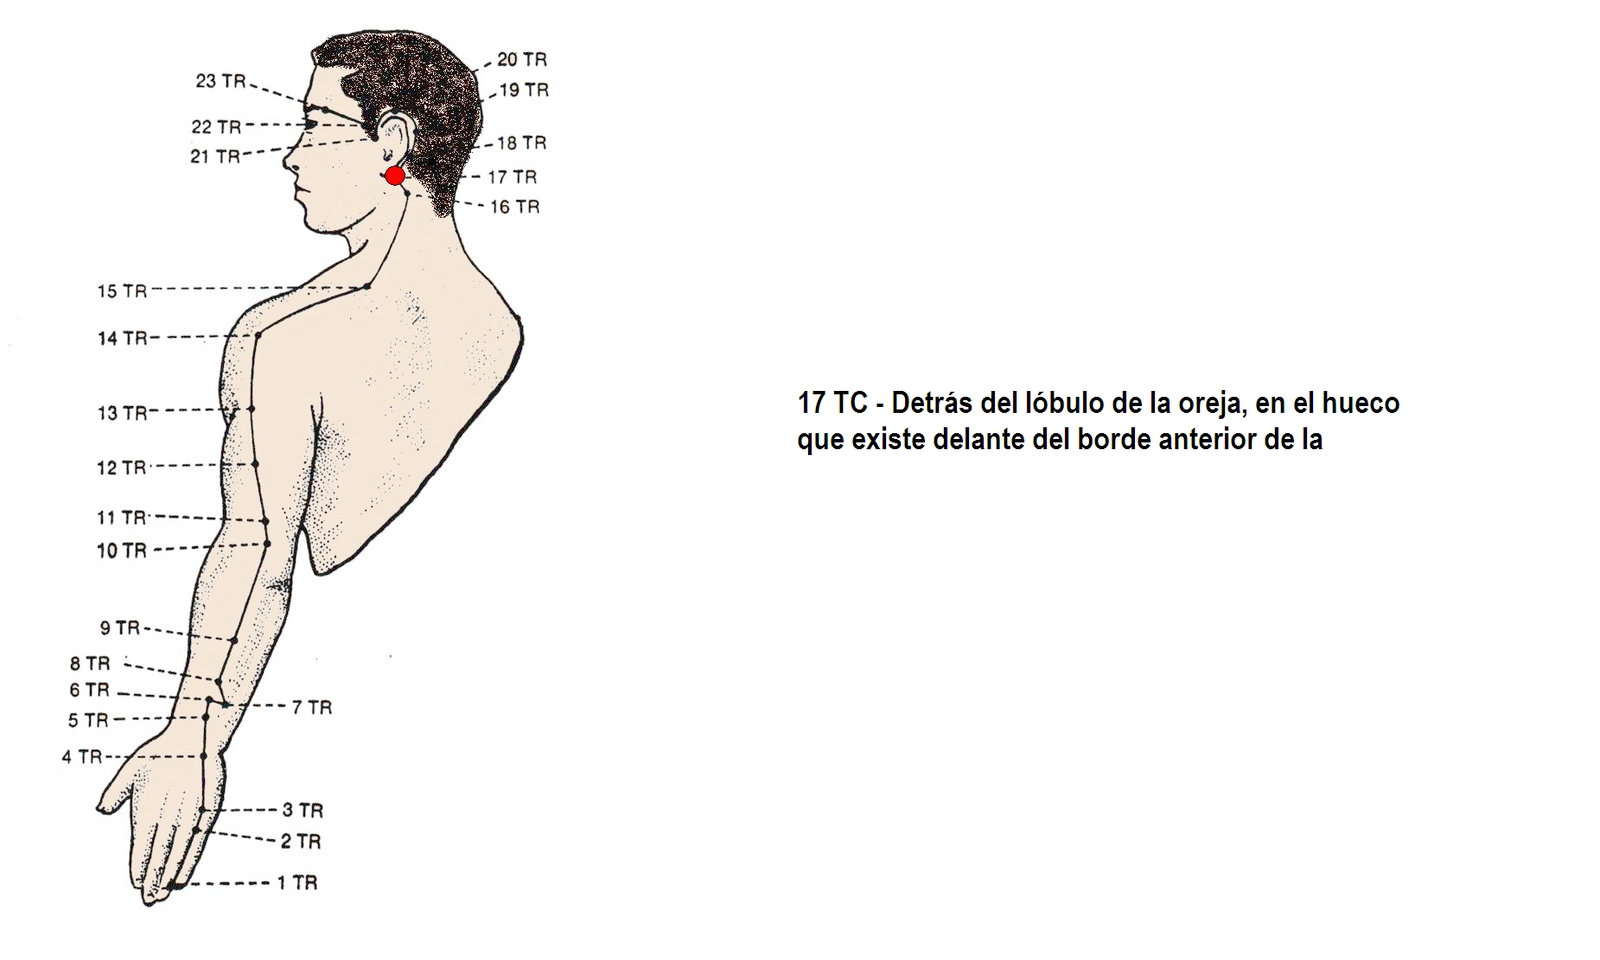 20 TR
23 TR
19 TR
22 TR
18 TR
21 TR
17 TR
16 TR
15 TR
14 TR
13 TR
12 TR
11 TR
10 TR
9 TR
8 TR
6 TR
7 TR
5 TR
4 TR
3 TR
2 TR
1 TR
17 TC - Detrás del lóbulo de la oreja, en el hueco
que existe delante del borde anterior de la